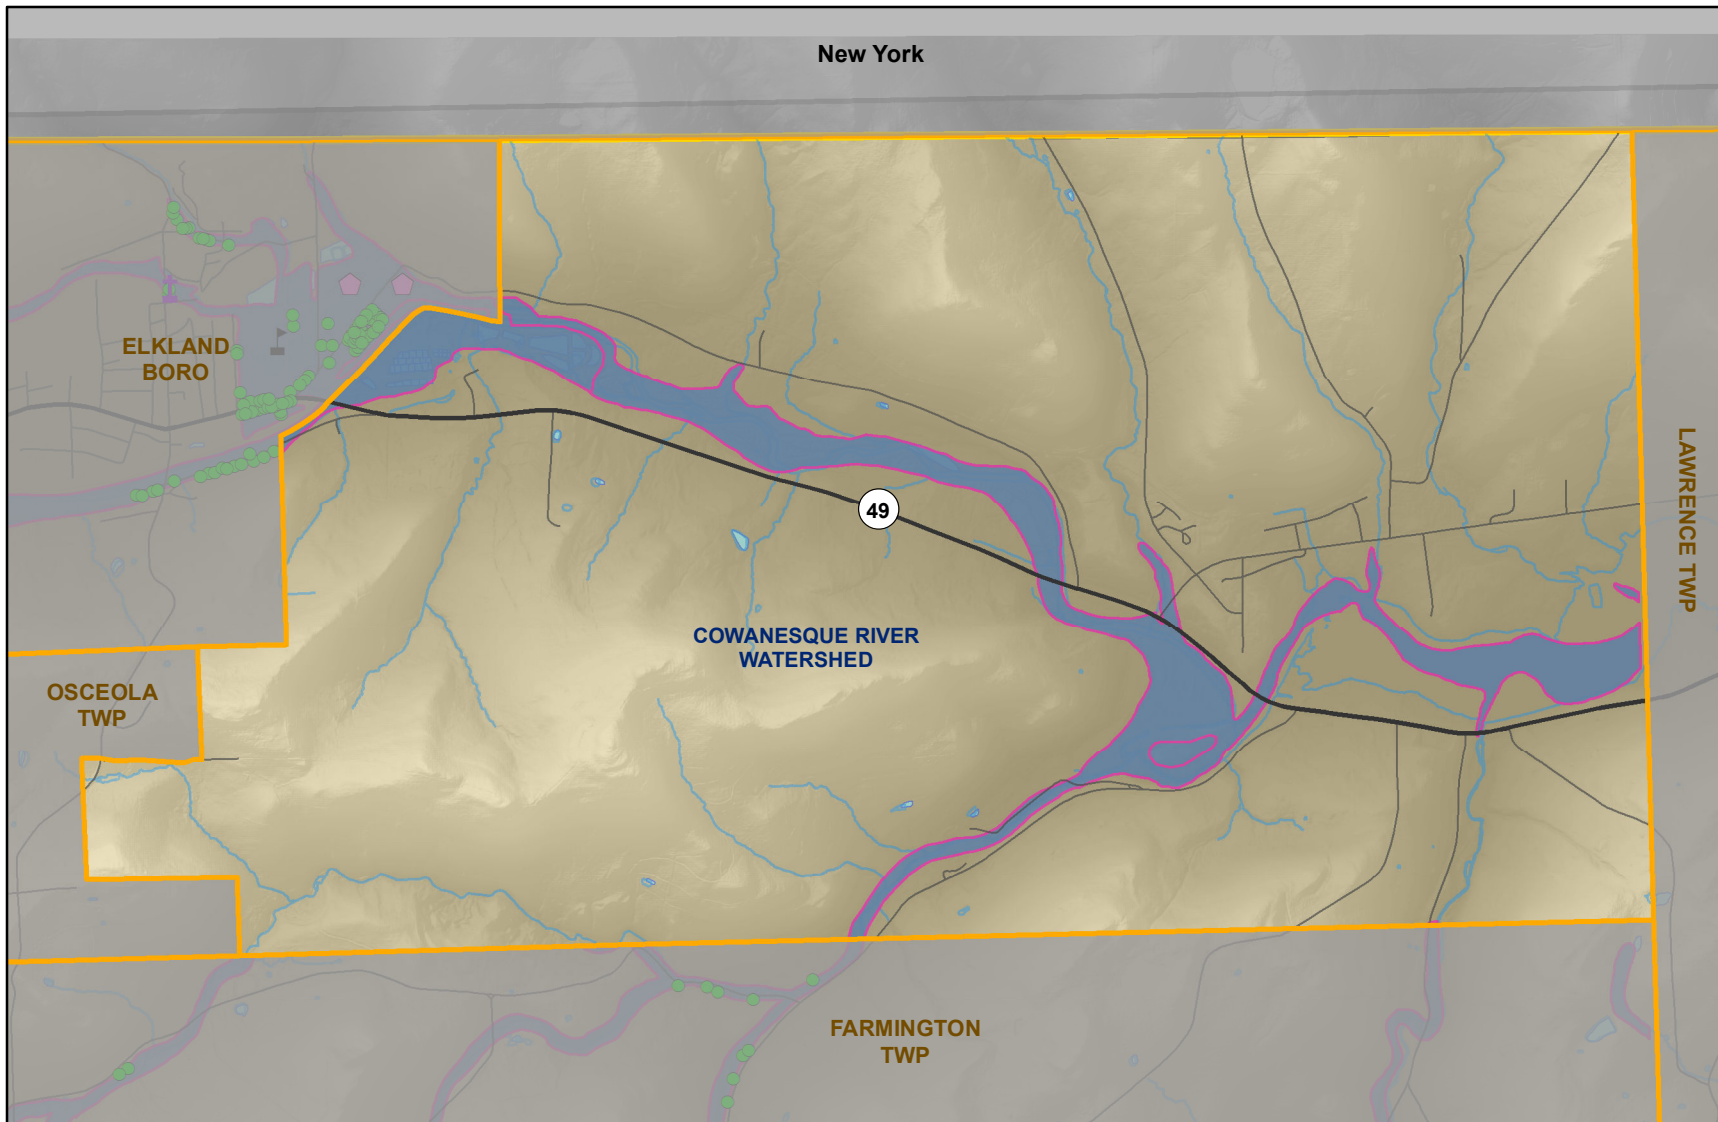 New York
ELKLAND
BORO
49
LAWRENCE TWP
COWANESQUE RIVER
WATERSHED
OSCEOLA
TWP
FARMINGTON
TWP